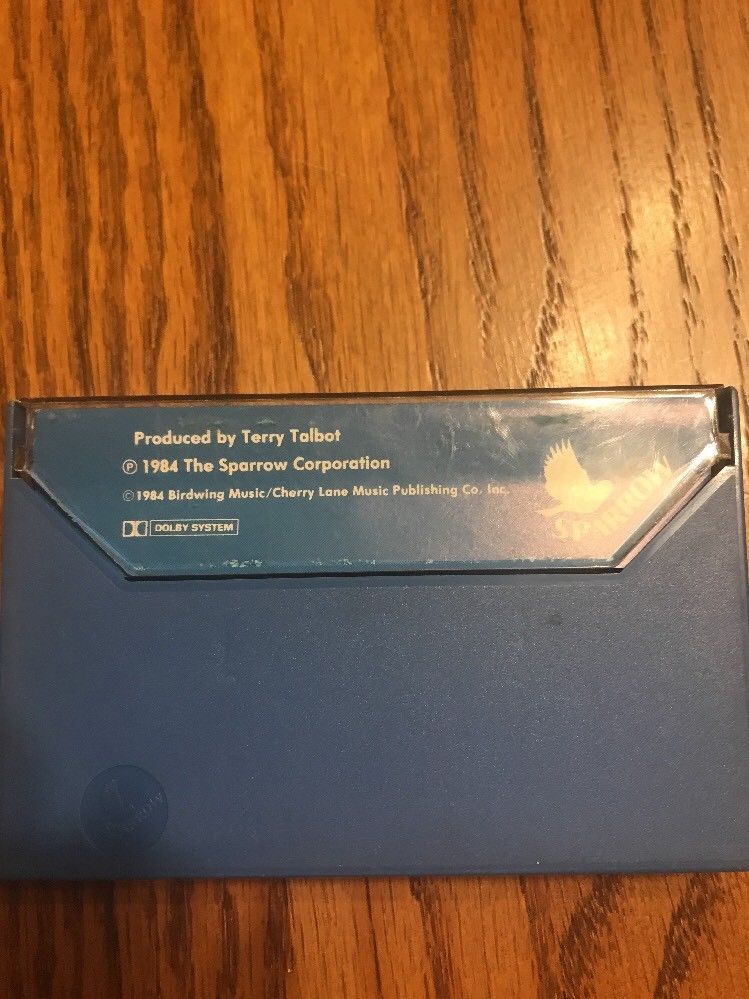 Produced by Terry Talbot
℗ 1984 The Sparrow Corporation
© 1984 Birdwing Music/Cherry Lane Music Publishing Co. Inc.
DOLBY SYSTEM
Sparrow